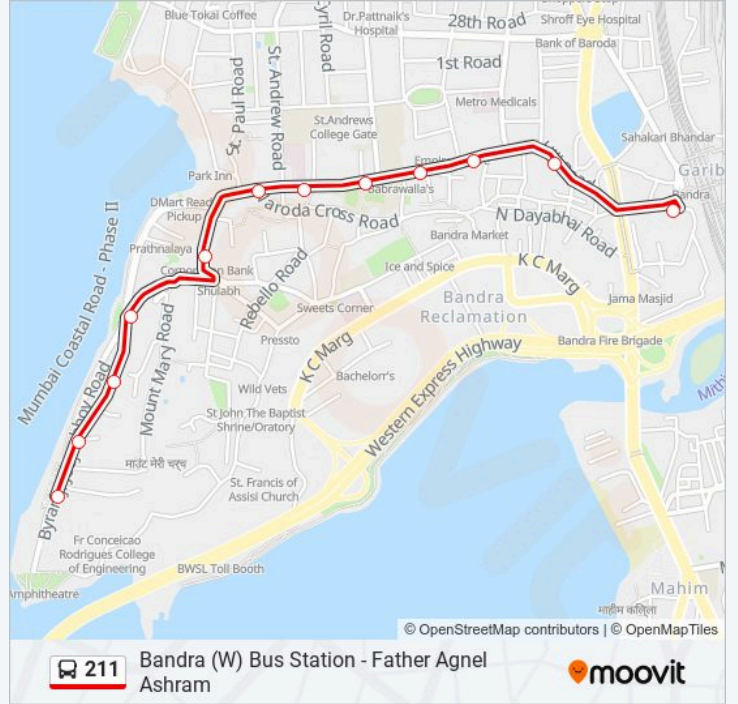 Blue Tokai Coffee
Cyril Road
Dr.Pattnaik's
Hospital
28th Road
Shroff Eye Hospital
Bank of Baroda
1st Road
St. Paul Road
St. Andrew Road
Metro Medicals
St.Andrews
College Gate
Sahakari Bhandar
Garib
Park Inn
Bandra
DMart Read
Pickup
Baroda Cross Road
N Dayabhai Road
Bandra Market
Mumbai Coastal Road - Phase II
Prathnalaya
Ice and Spice
K C Marg
Shulabh
Rebello Road
Sweets Corner
Bandra
Reclamation
Jama Masjid
Mount Mary Road
Pressto
K C Marg
Bandra Fire Brigade
Western Express Highway
Bachelorr's
Wild Vets
Mithi
St John The Baptist
Shrine/Oratory
माउंट मेरी चर्च
St. Francis of
Assisi Church
Fr Conceicao
Rodrigues College
of Engineering
BWSL Toll Booth
Amphitheatre
Mahim
© OpenStreetMap contributors | © OpenMapTiles
211
Bandra (W) Bus Station - Father Agnel
Ashram
moovit